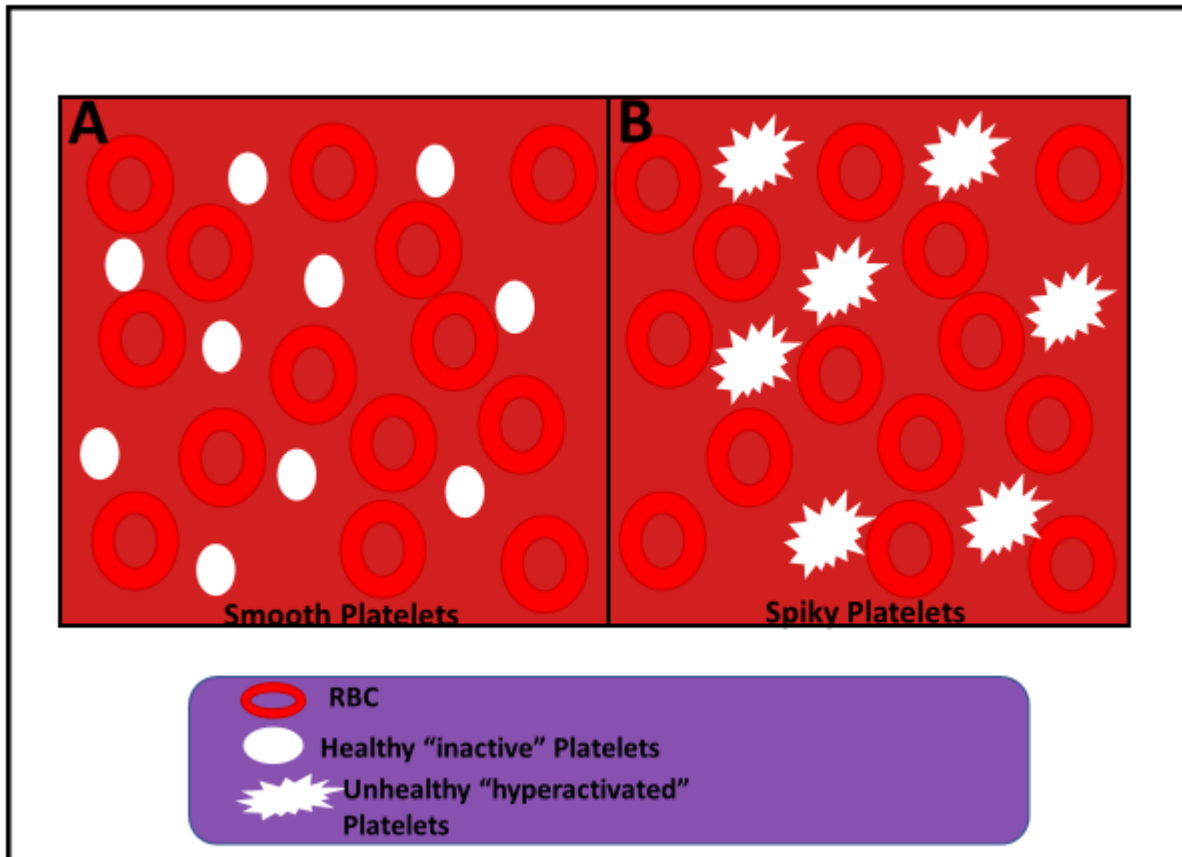 A
B
Smooth Platelets
Spiky Platelets
RBC
Healthy “inactive” Platelets
Unhealthy “hyperactivated”
Platelets